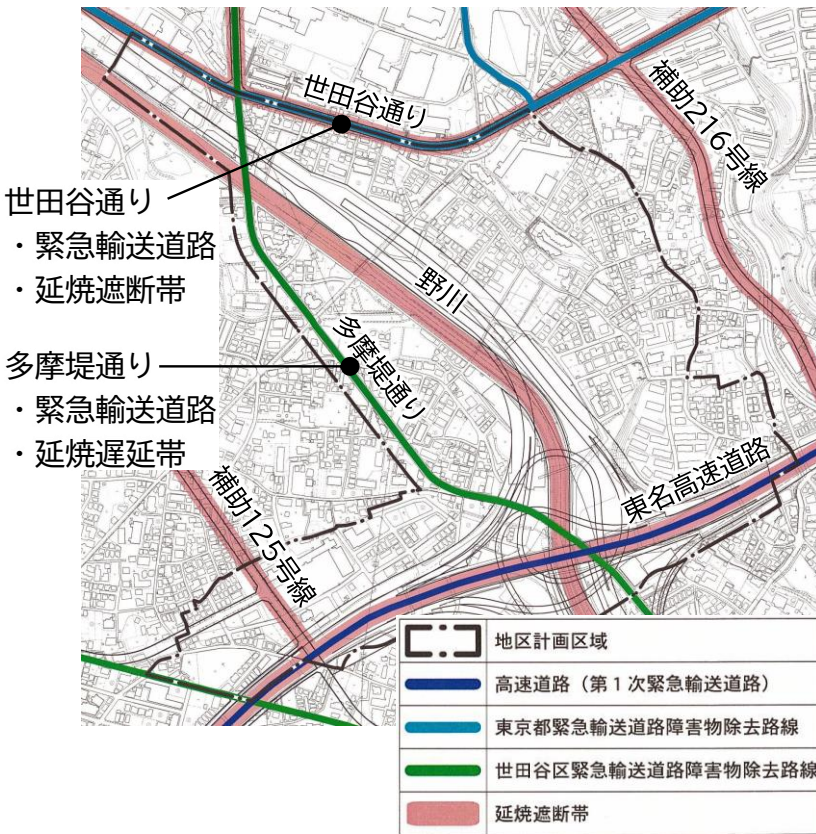 世田谷通り
補助216号線
世田谷通り
・緊急輸送道路
・延焼遮断帯
野川
多摩堤通り
多摩堤通り
・緊急輸送道路
・延焼遅延帯
東名高速道路
補助125号線
地区計画区域
高速道路（第1次緊急輸送道路）
東京都緊急輸送道路障害物除去路線
世田谷区緊急輸送道路障害物除去路線
延焼遮断帯